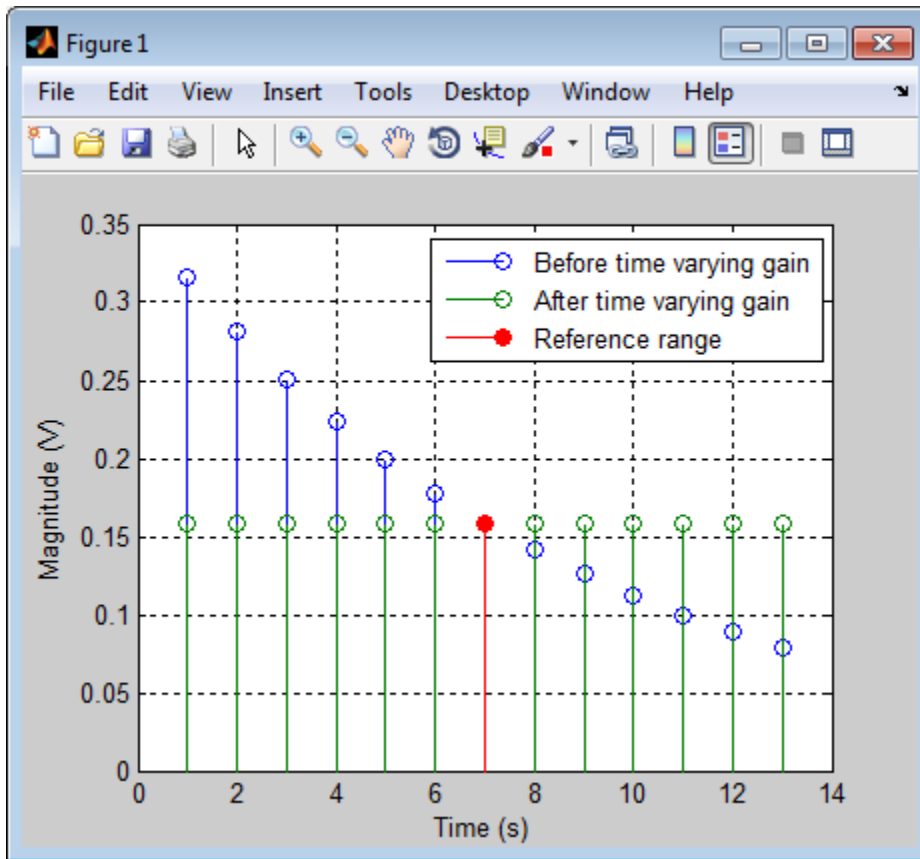 Figure 1
File Edit View Insert Tools Desktop Window Help
0.35
0.3
0.25
0.2
0.15
0.1
0.05
0
Magnitude (V)
Before time varying gain
After time varying gain
Reference range
0 2 4 6 8 10 12 14
Time (s)